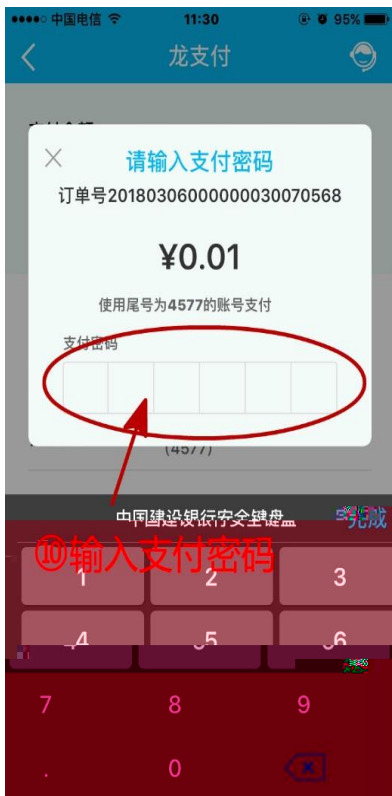 中国电信 11:30 95%
龙支付
请输入支付密码
订单号20180306000000030070568
¥0.01
使用尾号为4577的账号支付
支付密码
(4577)
中国建设银行安全键盘 完成
⑩输入支付密码
1 2 3
4 5 6
7 8 9
. 0